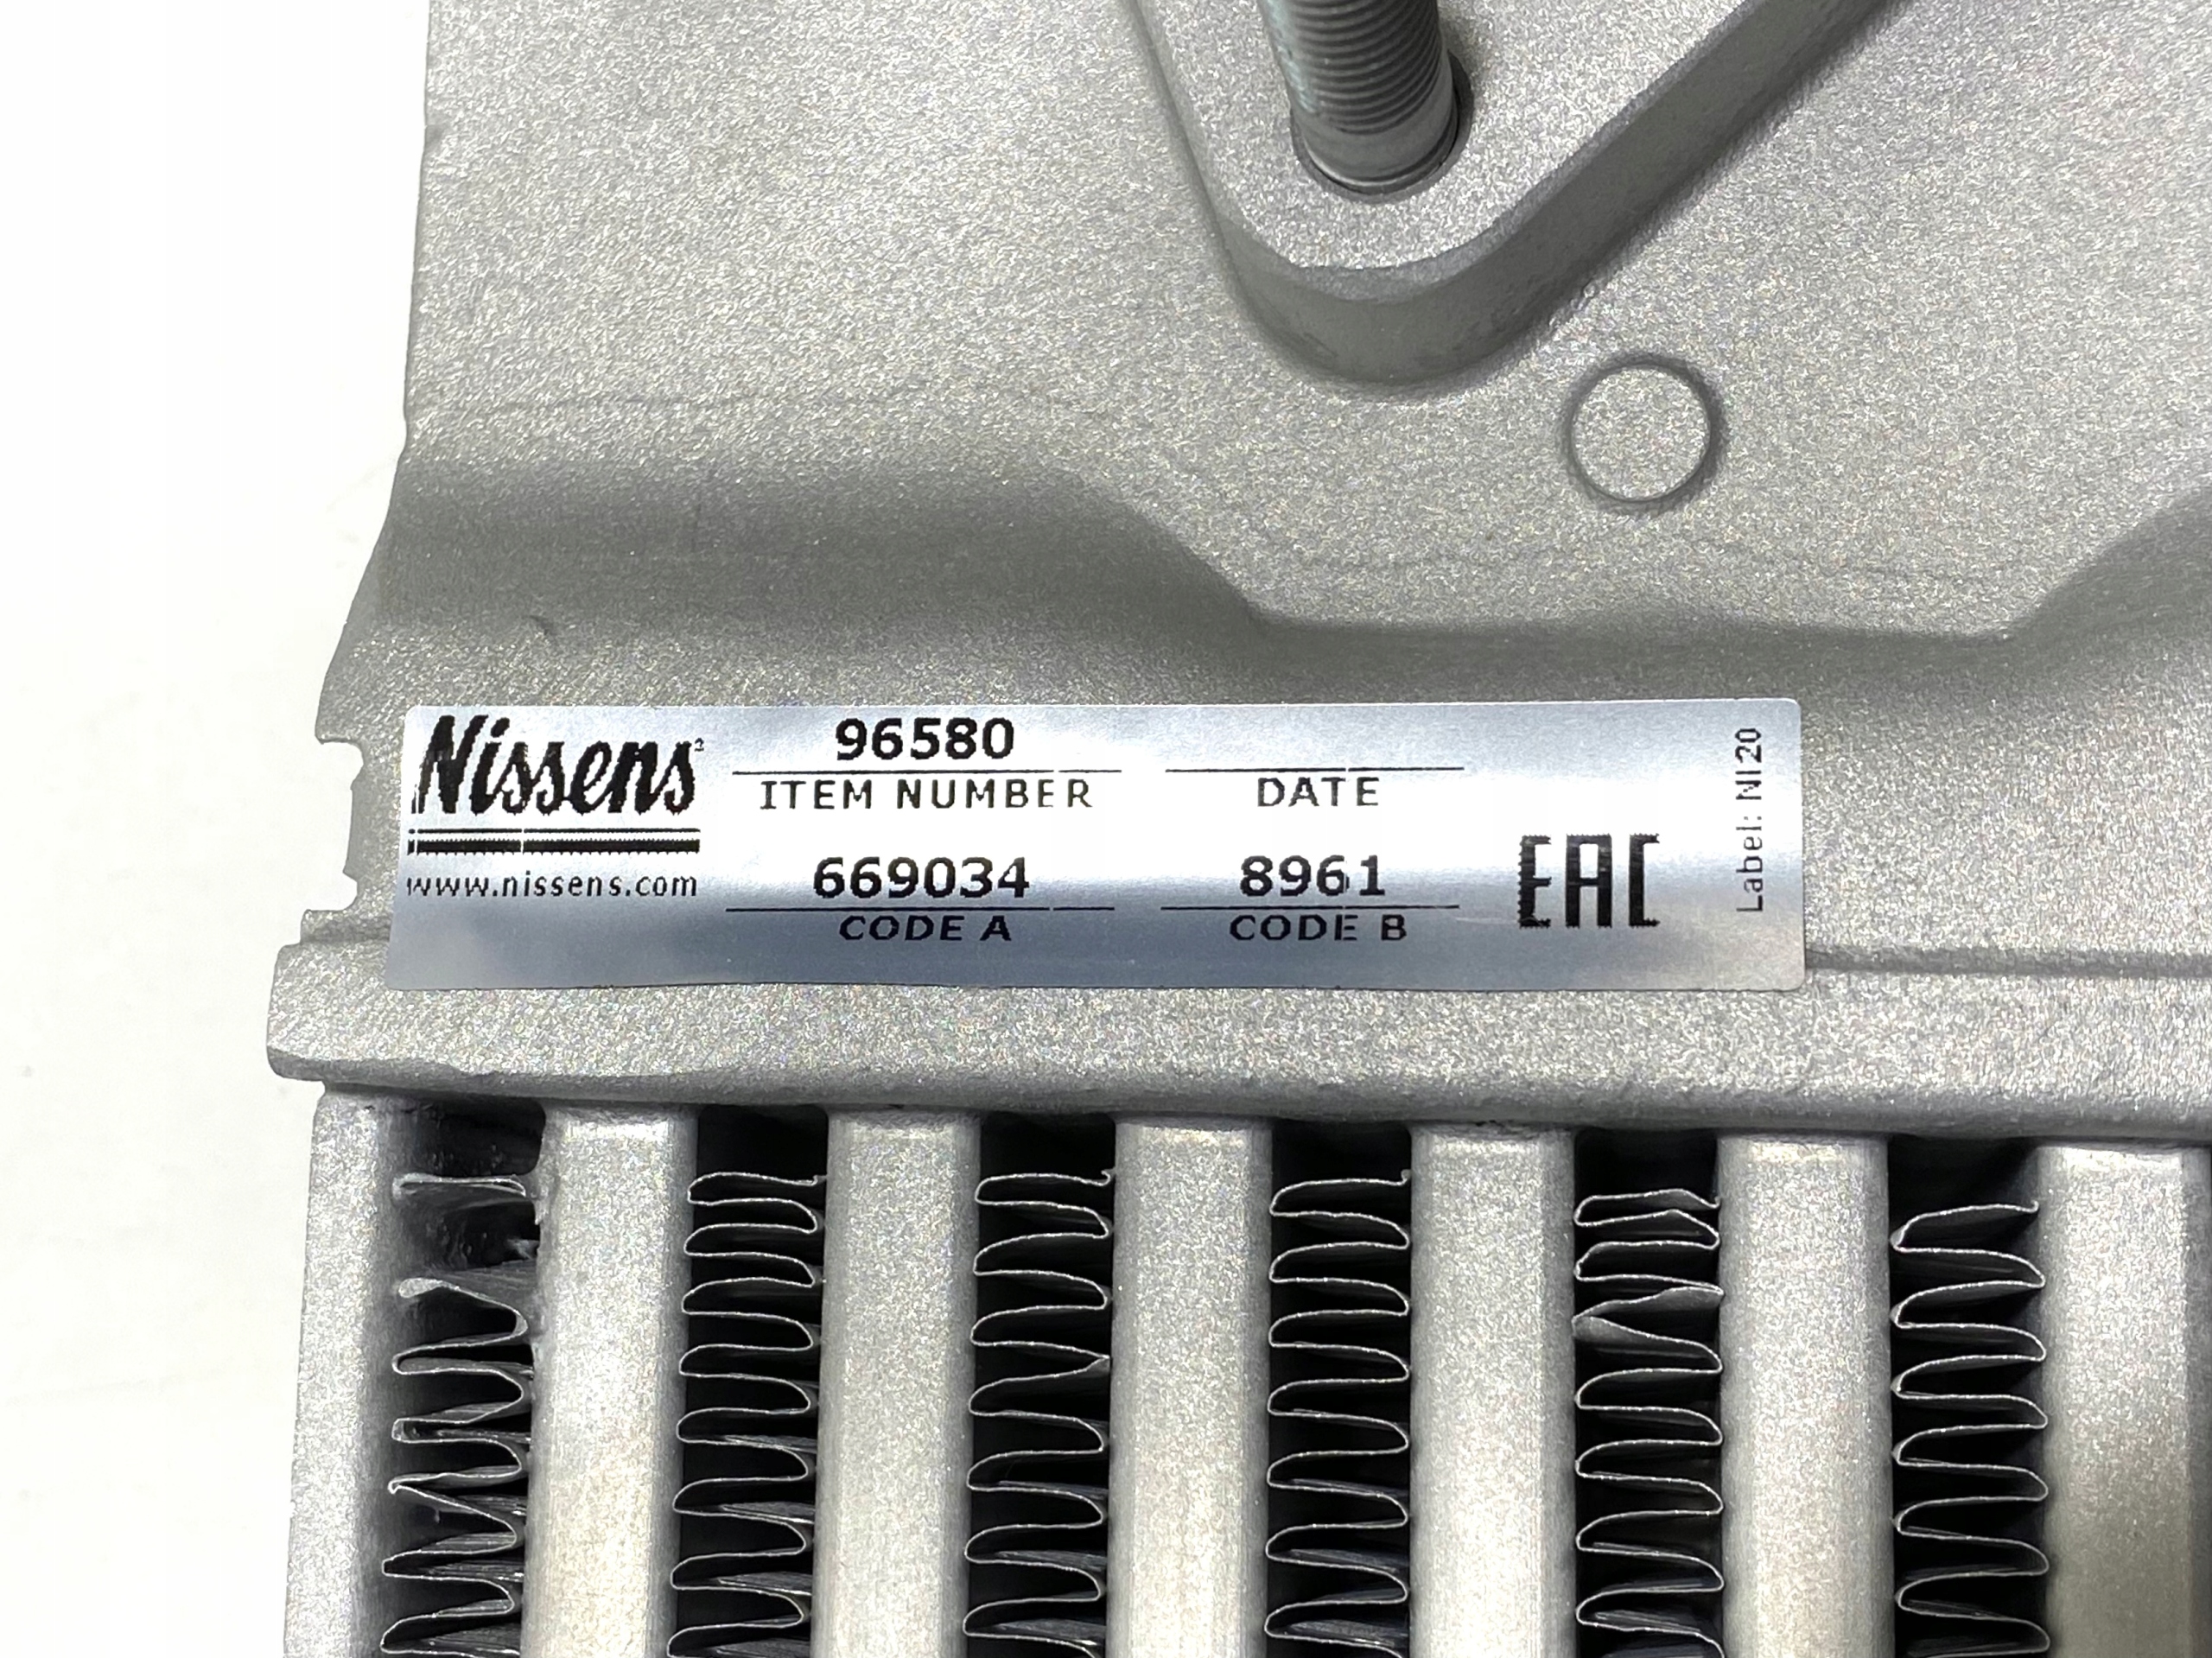 Nissens
www.nissens.com
96580
ITEM NUMBER
DATE
669034
CODE A
8961
CODE B
EAC
Label: NI20